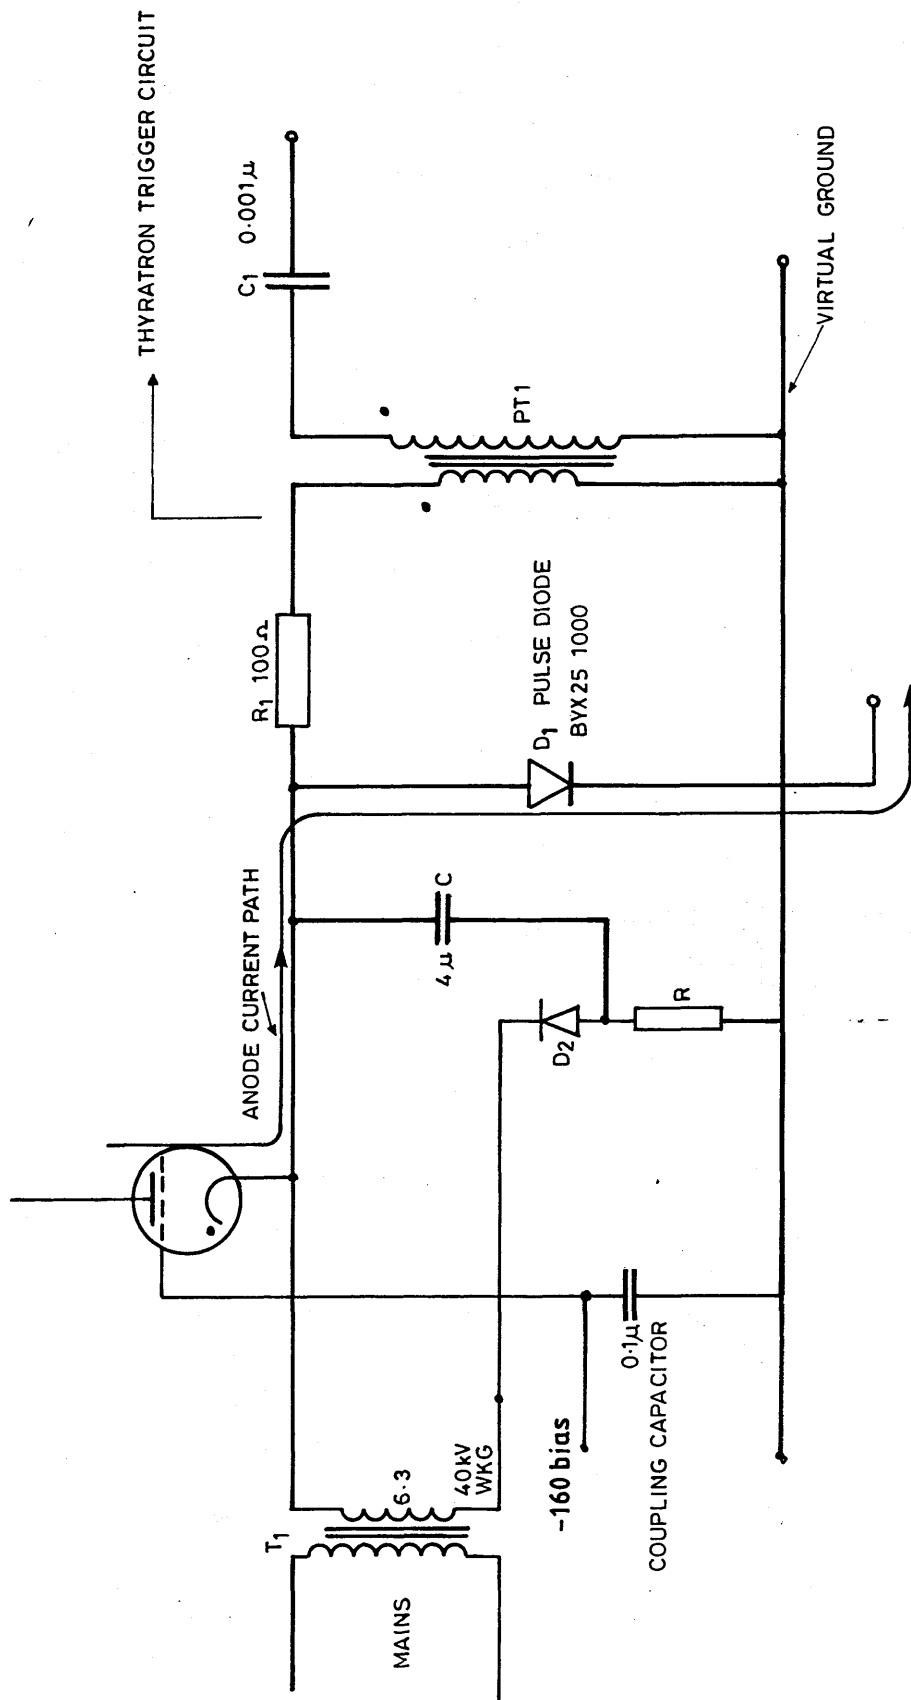 THYRATRON TRIGGER CIRCUIT
C1 0·001µ
R1 100Ω
ANODE CURRENT PATH
T1
MAINS
6·3
40kV
WKG
-160 bias
0·1µ
COUPLING CAPACITOR
4µ C
D2
R
D1 PULSE DIODE
BYX25 1000
PT1
VIRTUAL GROUND